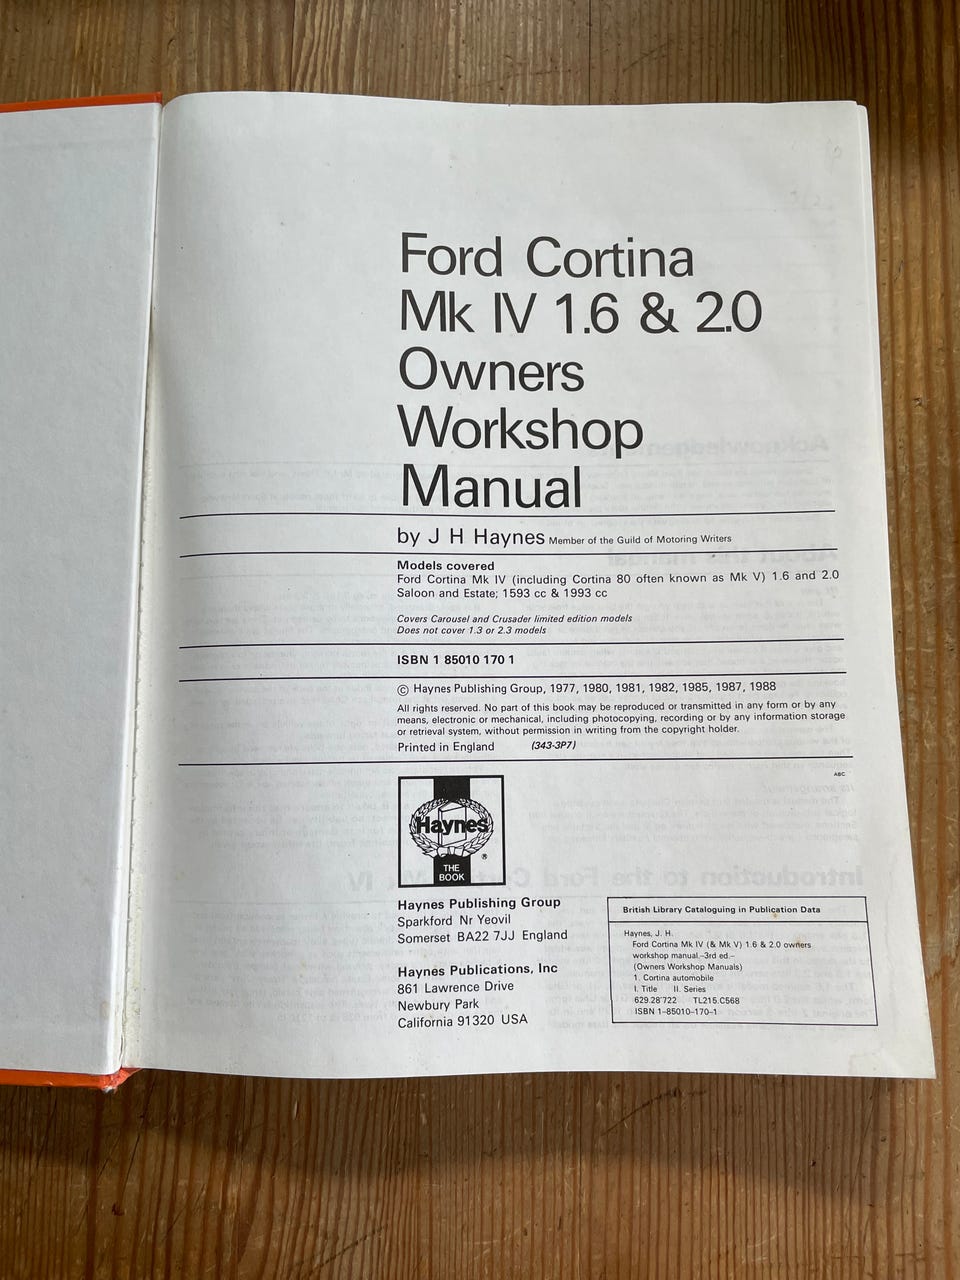 Ford Cortina
Mk IV 1.6 & 2.0
Owners
Workshop
Manual
by J H Haynes Member of the Guild of Motoring Writers
Models covered
Ford Cortina Mk IV (including Cortina 80 often known as Mk V) 1.6 and 2.0
Saloon and Estate; 1593 cc & 1993 cc
Covers Carousel and Crusader limited edition models
Does not cover 1.3 or 2.3 models
ISBN 1 85010 170 1
© Haynes Publishing Group, 1977, 1980, 1981, 1982, 1985, 1987, 1988
All rights reserved. No part of this book may be reproduced or transmitted in any form or by any
means, electronic or mechanical, including photocopying, recording or by any information storage
or retrieval system, without permission in writing from the copyright holder.
Printed in England (343-3P7)
ABC
Haynes
®
THE
BOOK
Haynes Publishing Group
Sparkford Nr Yeovil
Somerset BA22 7JJ England
Haynes Publications, Inc
861 Lawrence Drive
Newbury Park
California 91320 USA
British Library Cataloguing in Publication Data
Haynes, J. H.
Ford Cortina Mk IV (& Mk V) 1.6 & 2.0 owners
workshop manual.–3rd ed.–
(Owners Workshop Manuals)
1. Cortina automobile
I. Title II. Series
629.28'722 TL215.C568
ISBN 1–85010–170–1